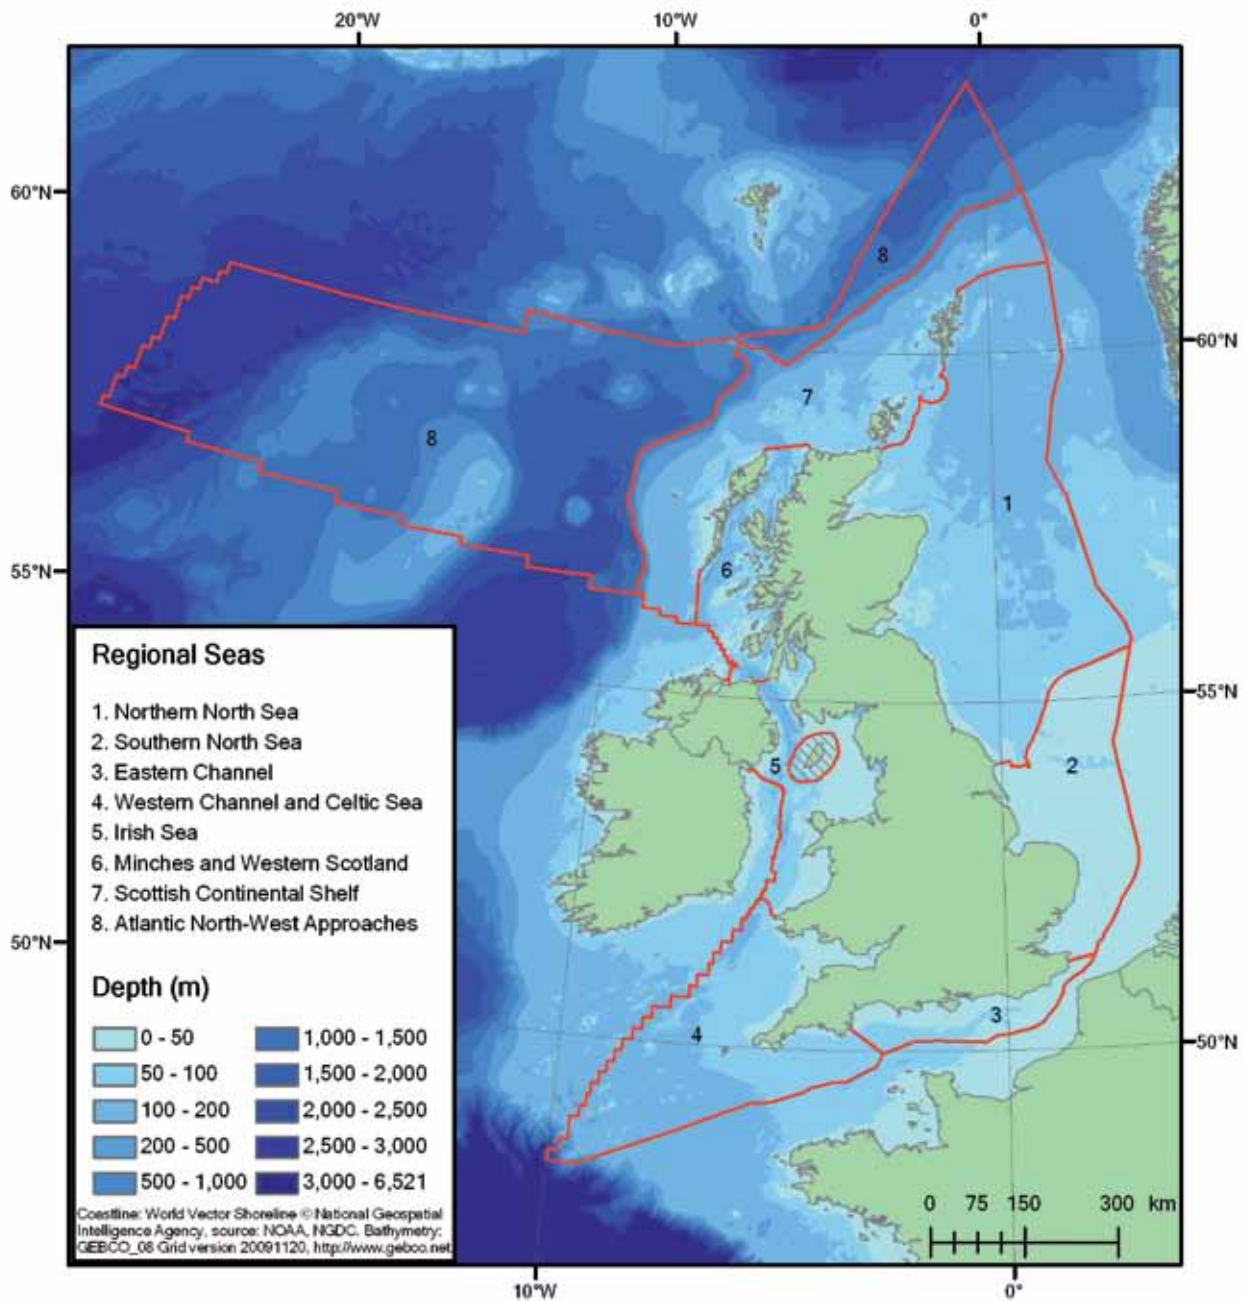 20°W 10°W 0°
60°N
8
60°N
7
8
1
55°N
6
55°N
5
2
50°N
3
4
50°N
Regional Seas
1. Northern North Sea
2. Southern North Sea
3. Eastern Channel
4. Western Channel and Celtic Sea
5. Irish Sea
6. Minches and Western Scotland
7. Scottish Continental Shelf
8. Atlantic North-West Approaches
Depth (m)
0 - 50 1,000 - 1,500
50 - 100 1,500 - 2,000
100 - 200 2,000 - 2,500
200 - 500 2,500 - 3,000
500 - 1,000 3,000 - 6,521
Coastline: World Vector Shoreline © National Geospatial
Intelligence Agency, source: NOAA, NGDC. Bathymetry:
GEBCO_08 Grid version 20091120, http://www.gebco.net
0 75 150 300 km
10°W 0°